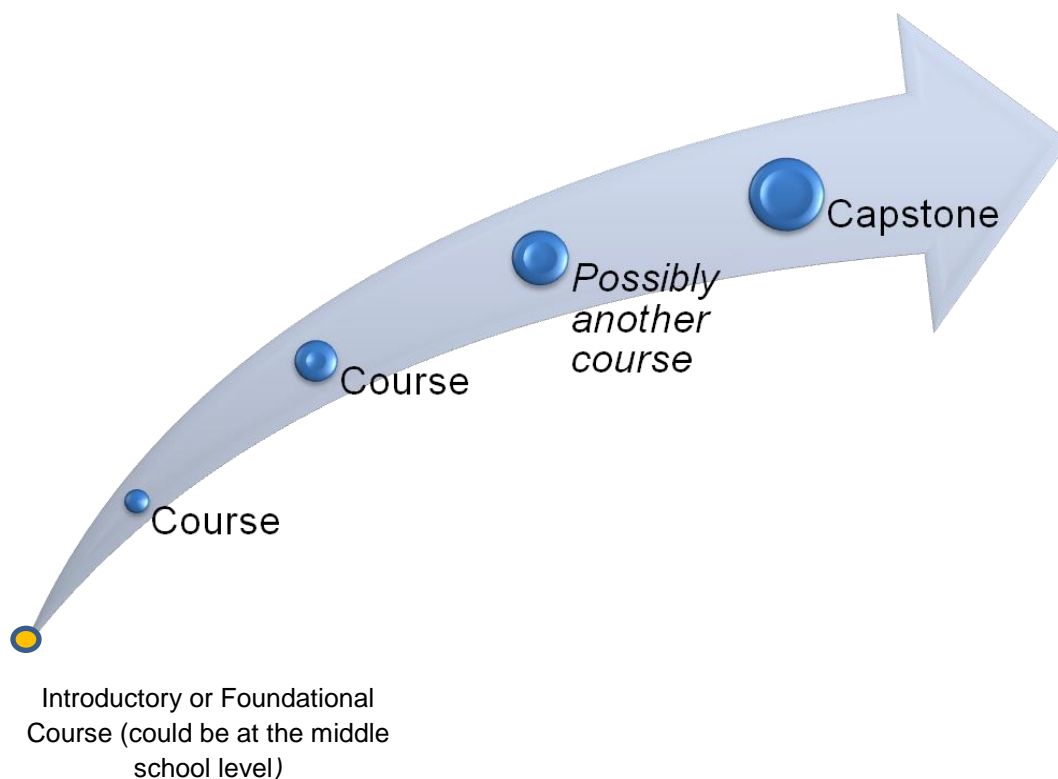 Capstone
Possibly
another
course
Course
Course
Introductory or Foundational
Course (could be at the middle
school level)